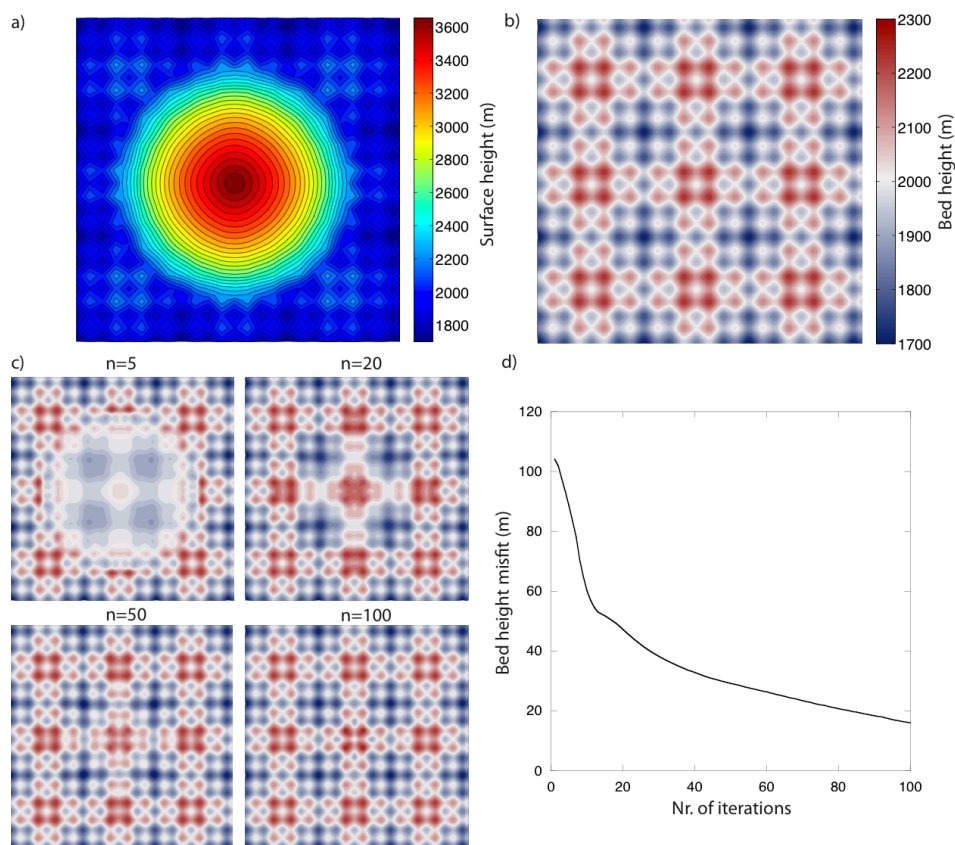 a)
3600
3400
3200
3000
2800
2600
2400
2200
2000
1800
Surface height (m)
b)
2300
2200
2100
2000
1900
1800
1700
Bed height (m)
c)
n=5
n=20
n=50
n=100
d)
120
100
80
60
40
20
0
0
20
40
60
80
100
Bed height misfit (m)
Nr. of iterations